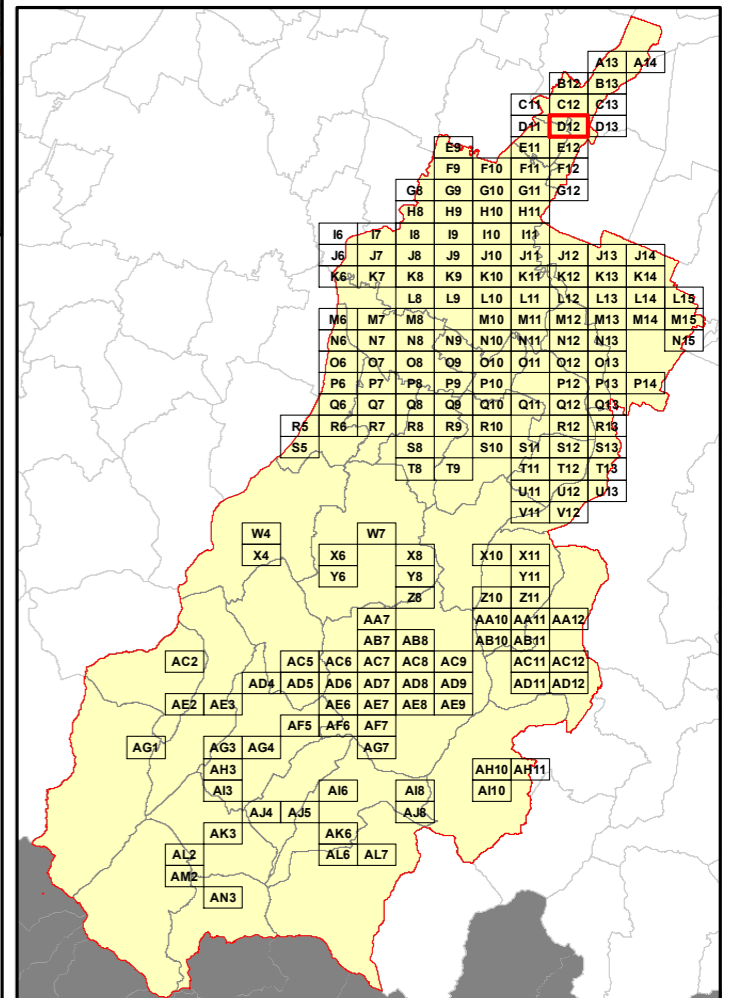 A13 A14
B12 B13
C11 C12 C13
D11 D12 D13
E9 E11 E12
F9 F10 F11 F12
G8 G9 G10 G11 G12
H8 H9 H10 H11
I6 I7 I8 I9 I10 I11
J6 J7 J8 J9 J10 J11 J12 J13 J14
K6 K7 K8 K9 K10 K11 K12 K13 K14
L8 L9 L10 L11 L12 L13 L14 L15
M6 M7 M8 M10 M11 M12 M13 M14 M15
N6 N7 N8 N9 N10 N11 N12 N13 N15
O6 O7 O8 O9 O10 O11 O12 O13
P6 P7 P8 P9 P10 P12 P13 P14
Q6 Q7 Q8 Q9 Q10 Q11 Q12 Q13
R5 R6 R7 R8 R9 R10 R12 R13
S5 S8 S10 S11 S12 S13
T8 T9 T11 T12 T13
U11 U12 U13
V11 V12
W4 W7
X4 X6 X8 X10 X11
Y6 Y8 Y11
Z8 Z10 Z11
AA7 AA10 AA11 AA12
AB7 AB8 AB10 AB11
AC2 AC5 AC6 AC7 AC8 AC9 AC11 AC12
AD4 AD5 AD6 AD7 AD8 AD9 AD11 AD12
AE2 AE3 AE6 AE7 AE8 AE9
AF5 AF6 AF7
AG1 AG3 AG4 AG7
AH3 AH10 AH11
AI3 AI6 AI8 AI10
AJ4 AJ5 AJ8
AK3 AK6
AL2 AL6 AL7
AM2
AN3